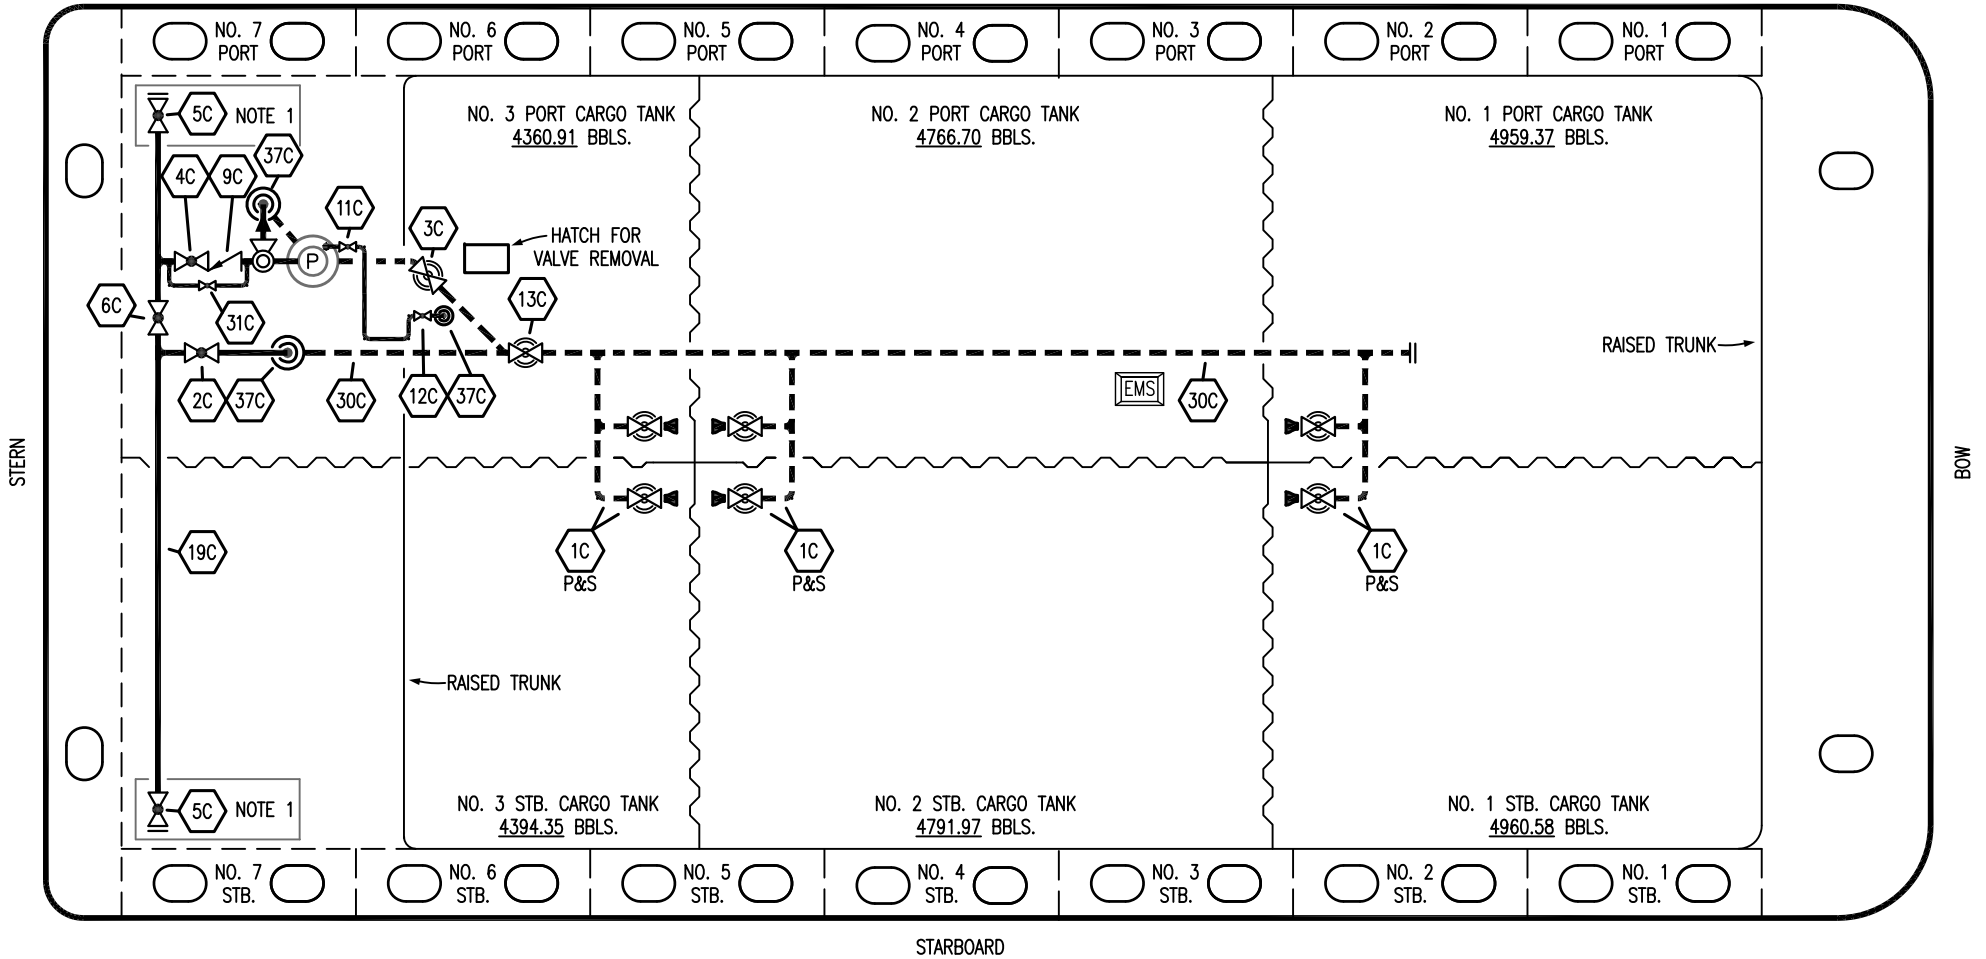 NO. 7
PORT
NO. 6
PORT
NO. 5
PORT
NO. 4
PORT
NO. 3
PORT
NO. 2
PORT
NO. 1
PORT
5C
NOTE 1
NO. 3 PORT CARGO TANK
4360.91 BBLS.
NO. 2 PORT CARGO TANK
4766.70 BBLS.
NO. 1 PORT CARGO TANK
4959.37 BBLS.
37C
4C
9C
11C
3C
HATCH FOR
VALVE REMOVAL
P
6C
31C
13C
RAISED TRUNK
2C
37C
30C
12C
37C
EMS
30C
STERN
BOW
19C
1C
P&S
1C
P&S
1C
P&S
RAISED TRUNK
5C
NOTE 1
NO. 3 STB. CARGO TANK
4394.35 BBLS.
NO. 2 STB. CARGO TANK
4791.97 BBLS.
NO. 1 STB. CARGO TANK
4960.58 BBLS.
NO. 7
STB.
NO. 6
STB.
NO. 5
STB.
NO. 4
STB.
NO. 3
STB.
NO. 2
STB.
NO. 1
STB.
STARBOARD